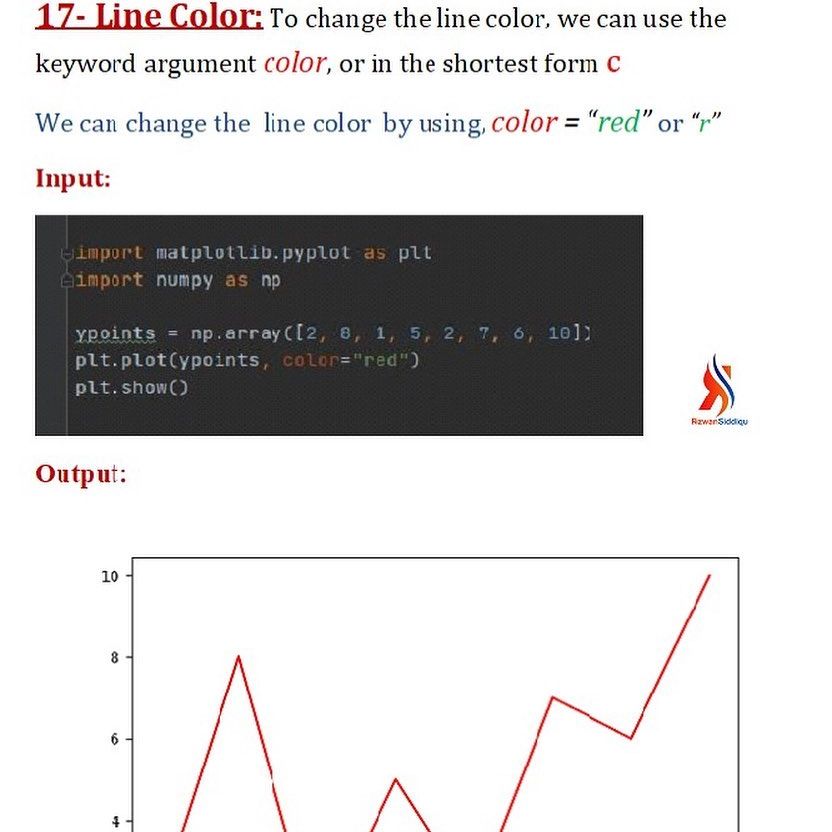 17- Line Color: To change the line color, we can use the
keyword argument color, or in the shortest form c
We can change the line color by using, color = “red” or “r”
Input:
import matplotlib.pyplot as plt
import numpy as np
ypoints = np.array([2, 8, 1, 5, 2, 7, 6, 10])
plt.plot(ypoints, color="red")
plt.show()
RizwanSiddiqu
Output:
10
8
6
4